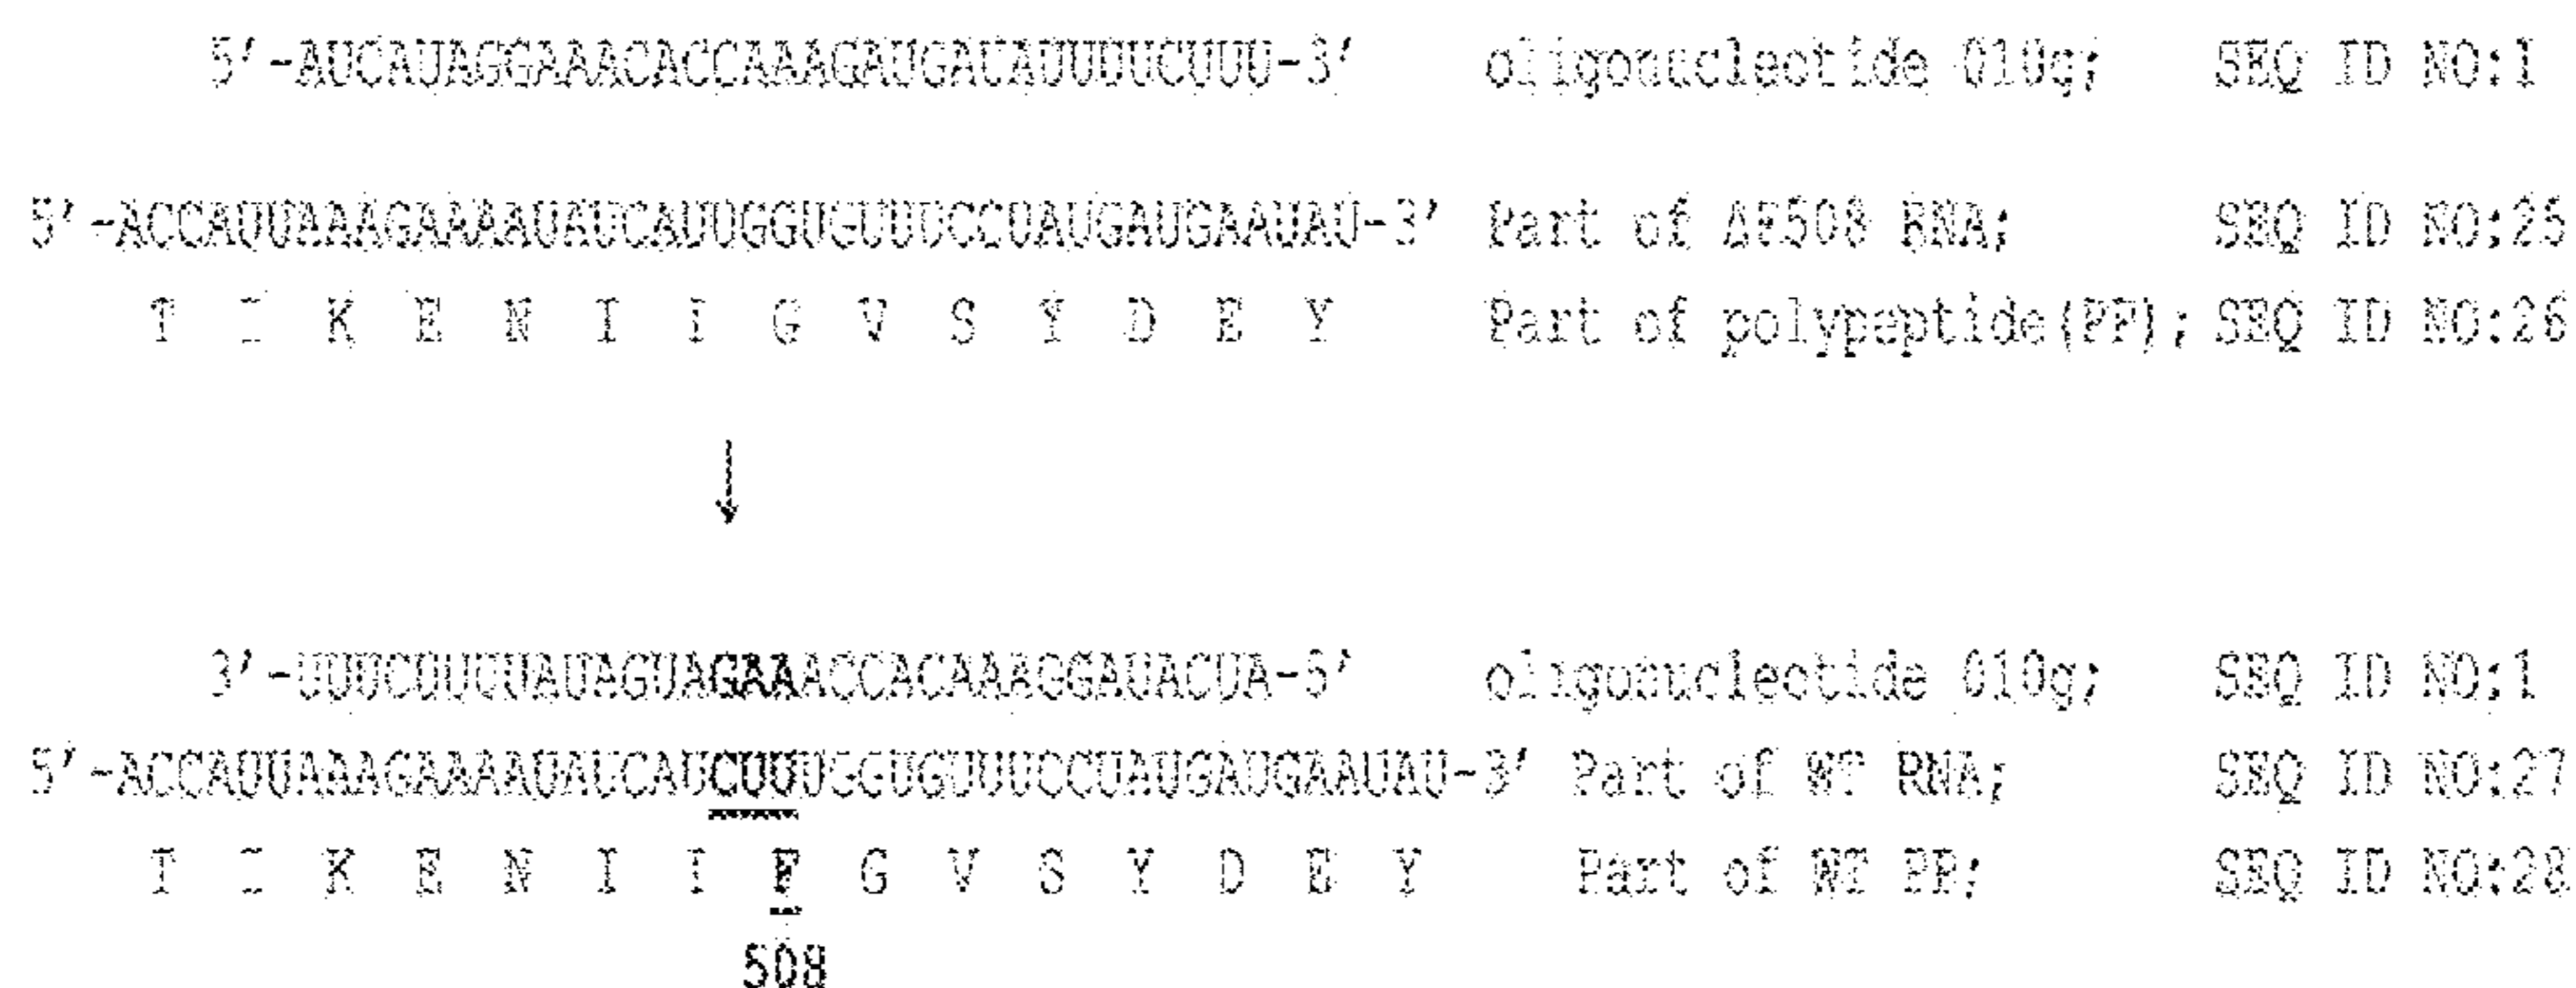 5'-AUCAUAGGAAACACCAAAGAUGAUAUUUUCUUU-3' oligonucleotide 010g; SEQ ID NO:1
5'-ACCAUUAAAGAAAAUAUCAUUGGUGUUUCCUAUGAUGAAUAU-3' Part of ΔF508 RNA; SEQ ID NO:25
T I K E N I I G V S Y D E Y Part of polypeptide(PP); SEQ ID NO:26
↓
3'-UUUCUUUUAUAGUAGAAACCACAAAGGAUACUA-5' oligonucleotide 010g; SEQ ID NO:1
5'-ACCAUUAAAGAAAAUAUCAUCUUUGGUGUUUCCUAUGAUGAAUAU-3' Part of WT RNA; SEQ ID NO:27
T I K E N I I F G V S Y D E Y Part of WT PP; SEQ ID NO:28
508